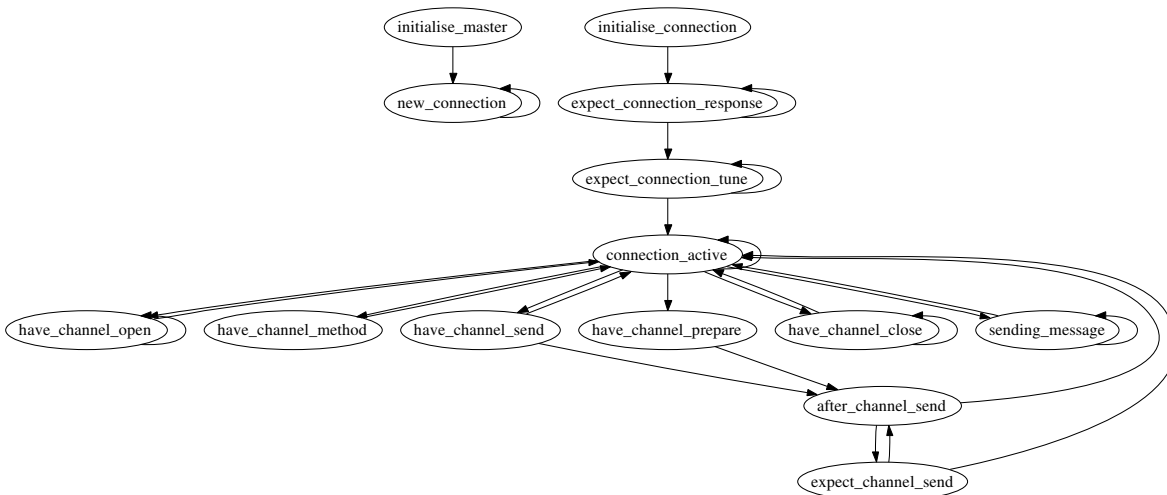 initialise_master
initialise_connection
new_connection
expect_connection_response
expect_connection_tune
connection_active
have_channel_open
have_channel_method
have_channel_send
have_channel_prepare
have_channel_close
sending_message
after_channel_send
expect_channel_send